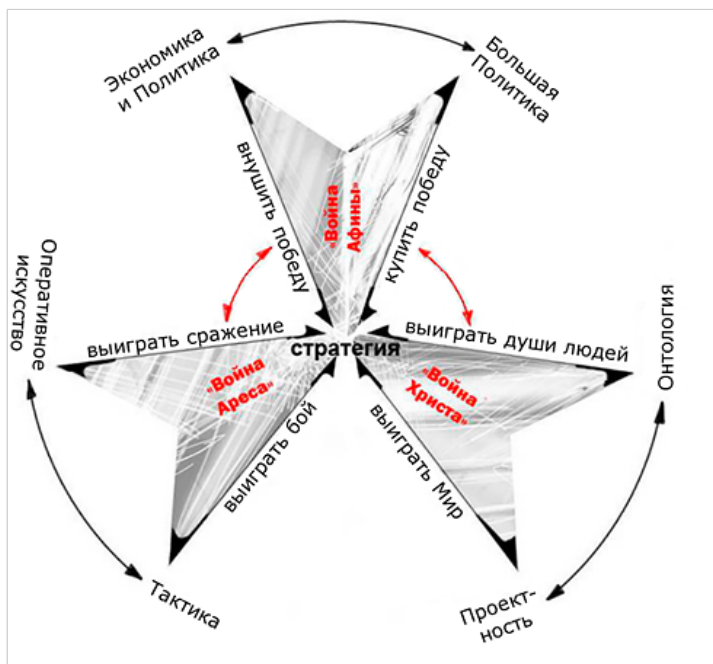 Экономика
и Политика
Большая
Политика
внушить победу
купить победу
«Война
Афины»
Оперативное
искусство
Онтология
выиграть сражение
выиграть души людей
стратегия
«Война
Ареса»
«Война
Христа»
выиграть бой
выиграть Мир
Тактика
Проект-
ность